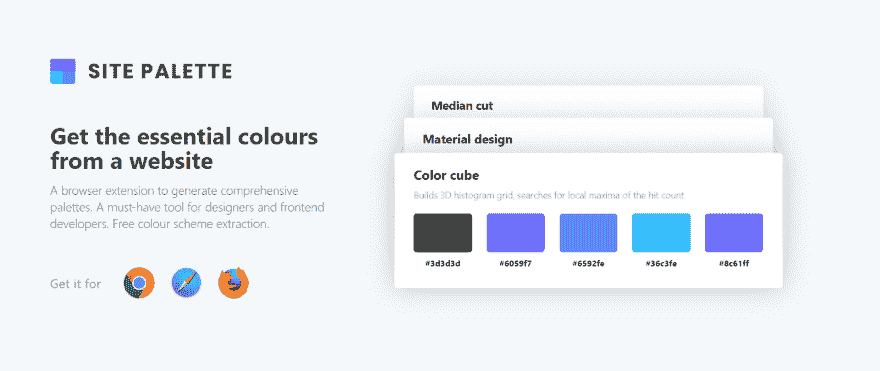 SITE PALETTE
Get the essential colours
from a website
A browser extension to generate comprehensive
palettes. A must-have tool for designers and frontend
developers. Free colour scheme extraction.
Get it for
Median cut
Material design
Color cube
Builds 3D histogram grid, searches for local maxima of the hit count
#3d3d3d
#6059f7
#6592fe
#36c3fe
#8c61ff